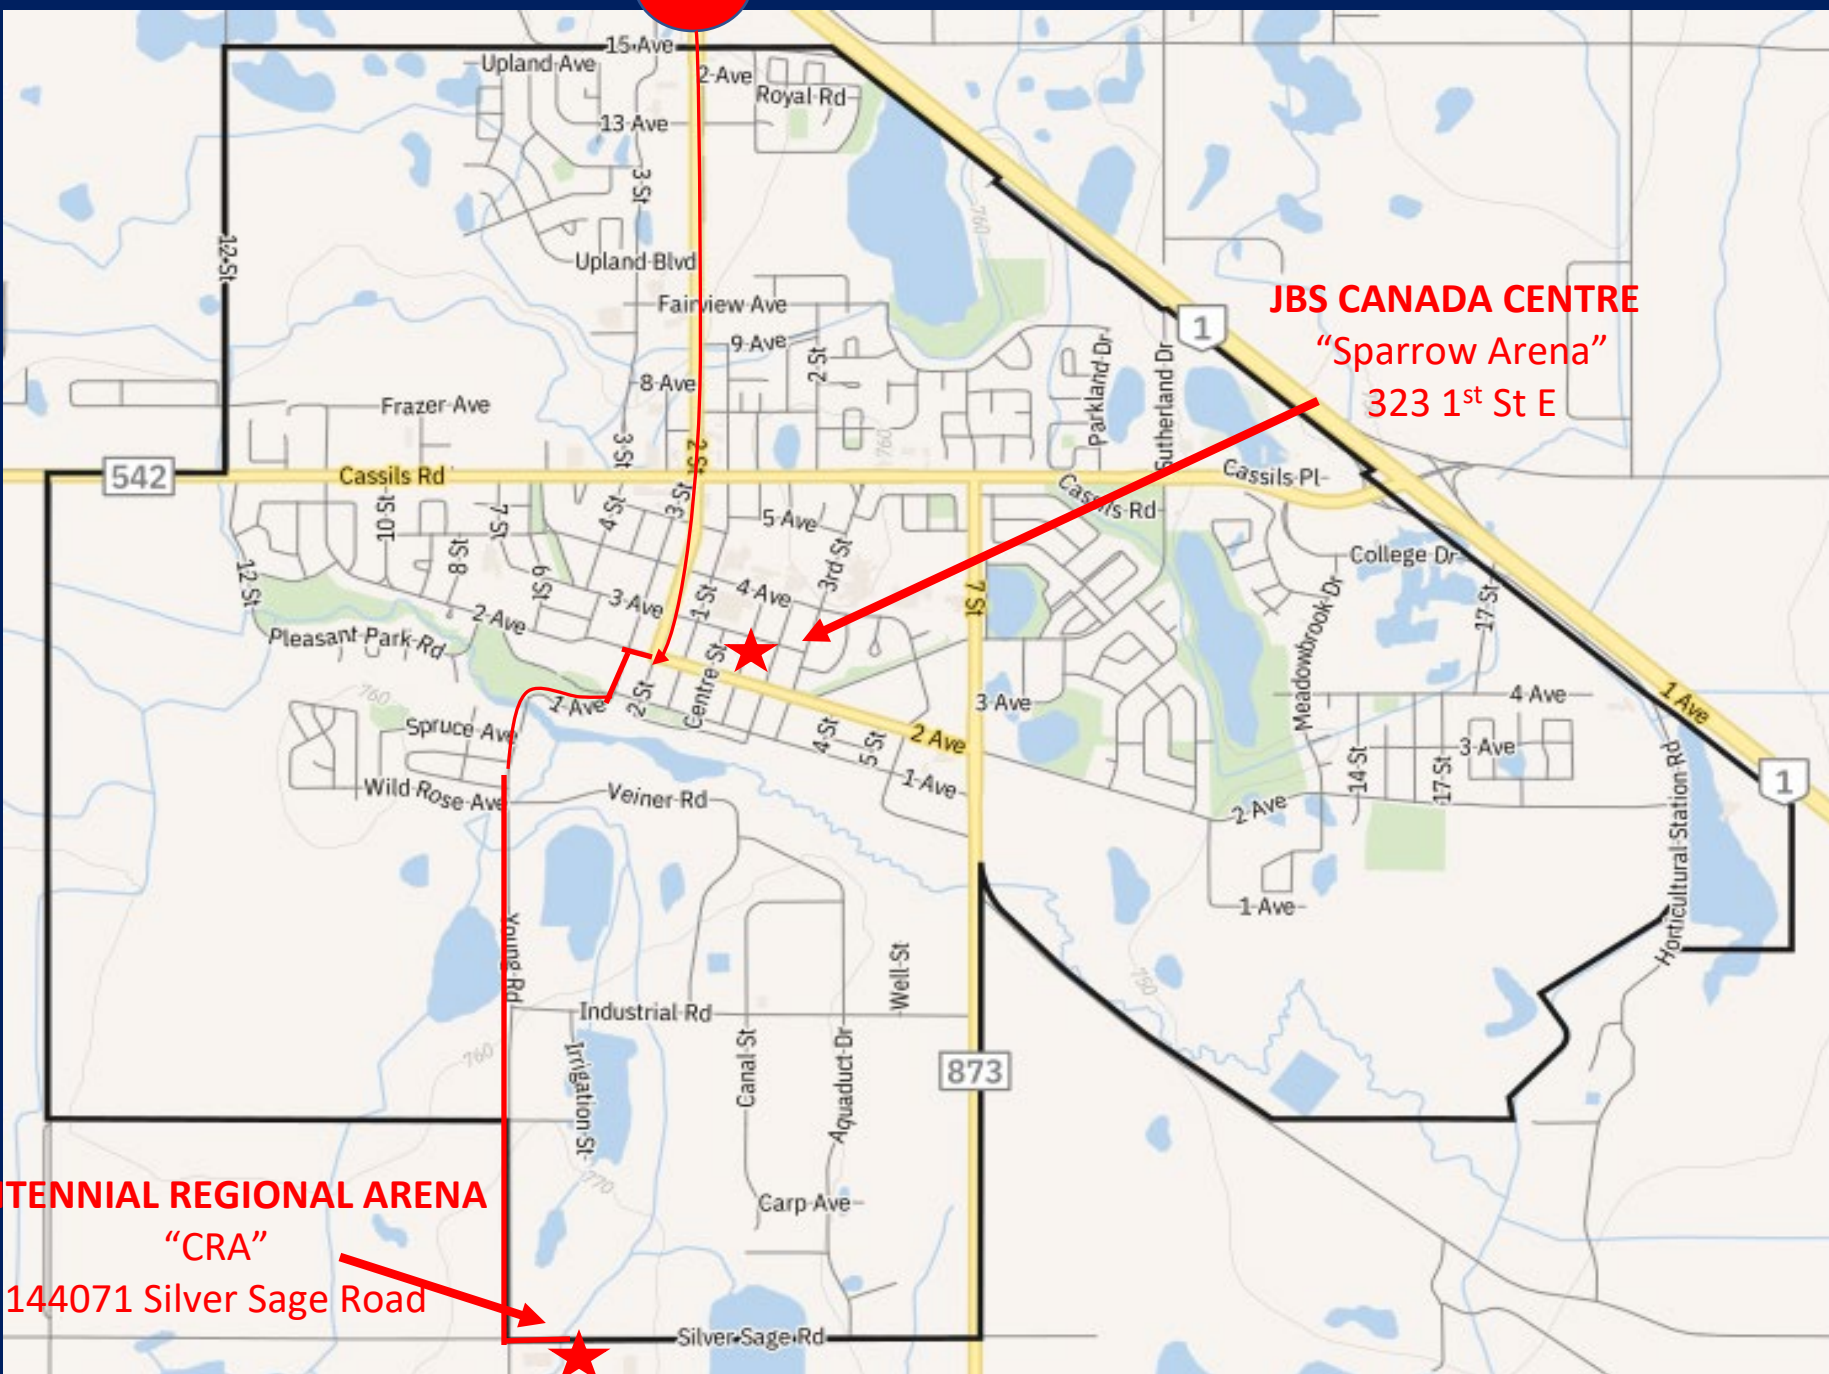 15 Ave
Upland Ave
2 Ave
Royal Rd
13 Ave
3 St
12 St
760
Upland Blvd
Fairview Ave
JBS CANADA CENTRE
“Sparrow Arena”
323 1st St E
1
9 Ave
2 St
Parkland Dr
Sutherland Dr
8 Ave
Frazer Ave
3 St
2 St
760
542
Cassils Rd
Cassils Pl
Cassils Rd
10 St
7 St
4 St
3 St
5 Ave
3rd St
College Dr
8 St
6 St
12 St
4 Ave
7 St
17 St
3 Ave
1 St
2 Ave
Meadowbrook Dr
Pleasant Park Rd
Centre St
760
1 Ave
2 St
3 Ave
4 Ave
1 Ave
Spruce Ave
4 St
5 St
2 Ave
3 Ave
14 St
17 St
Wild Rose Ave
Veiner Rd
1 Ave
2 Ave
1
Horticultural Station Rd
1 Ave
Young Rd
Well St
750
Industrial Rd
760
Irrigation St
Canal St
Aquaduct Dr
873
TENNIAL REGIONAL ARENA
“CRA”
144071 Silver Sage Road
770
Carp Ave
Silver Sage Rd